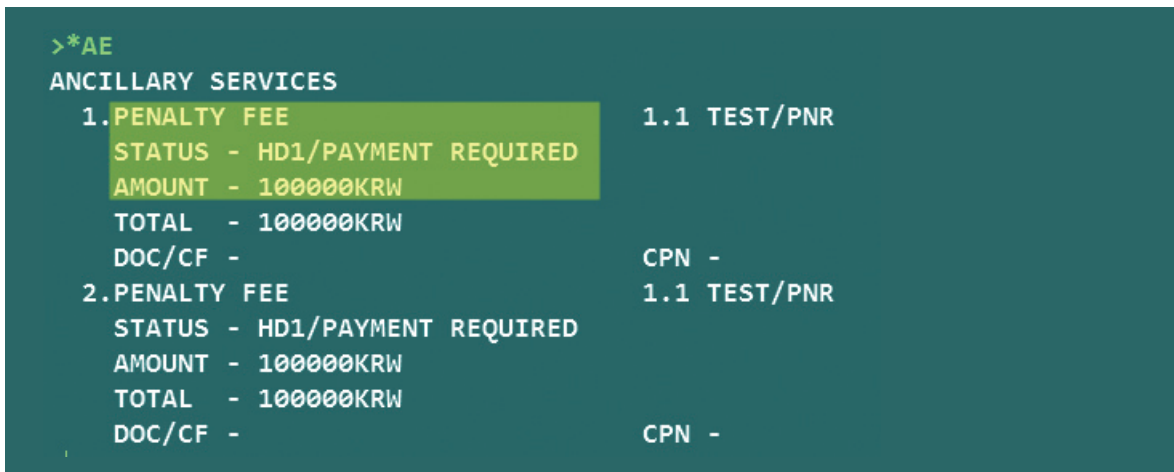 >*AE
ANCILLARY SERVICES
1.PENALTY FEE 1.1 TEST/PNR
STATUS - HD1/PAYMENT REQUIRED
AMOUNT - 100000KRW
TOTAL - 100000KRW
DOC/CF - CPN -
2.PENALTY FEE 1.1 TEST/PNR
STATUS - HD1/PAYMENT REQUIRED
AMOUNT - 100000KRW
TOTAL - 100000KRW
DOC/CF - CPN -